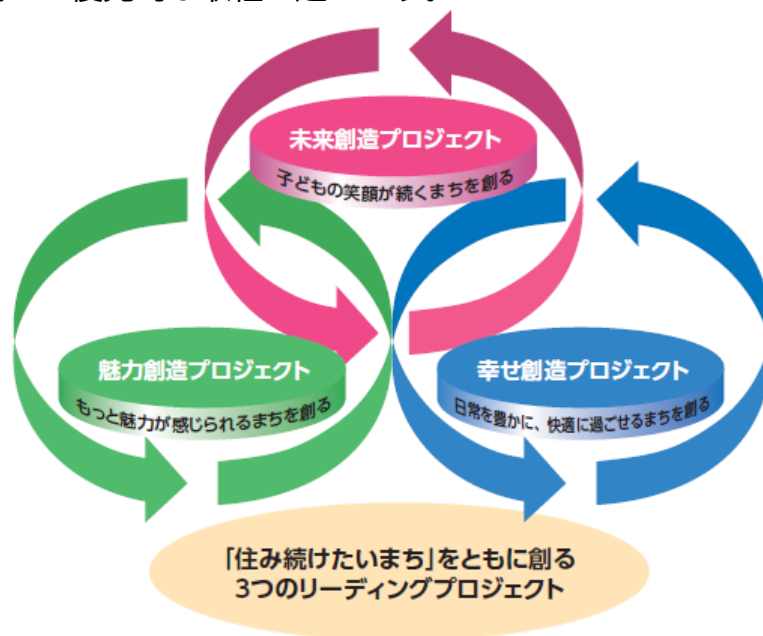 未来創造プロジェクト
子どもの笑顔が続くまちを創る
魅力創造プロジェクト
もっと魅力が感じられるまちを創る
幸せ創造プロジェクト
日常を豊かに、快適に過ごせるまちを創る
「住み続けたいまち」をともに創る
3つのリーディングプロジェクト